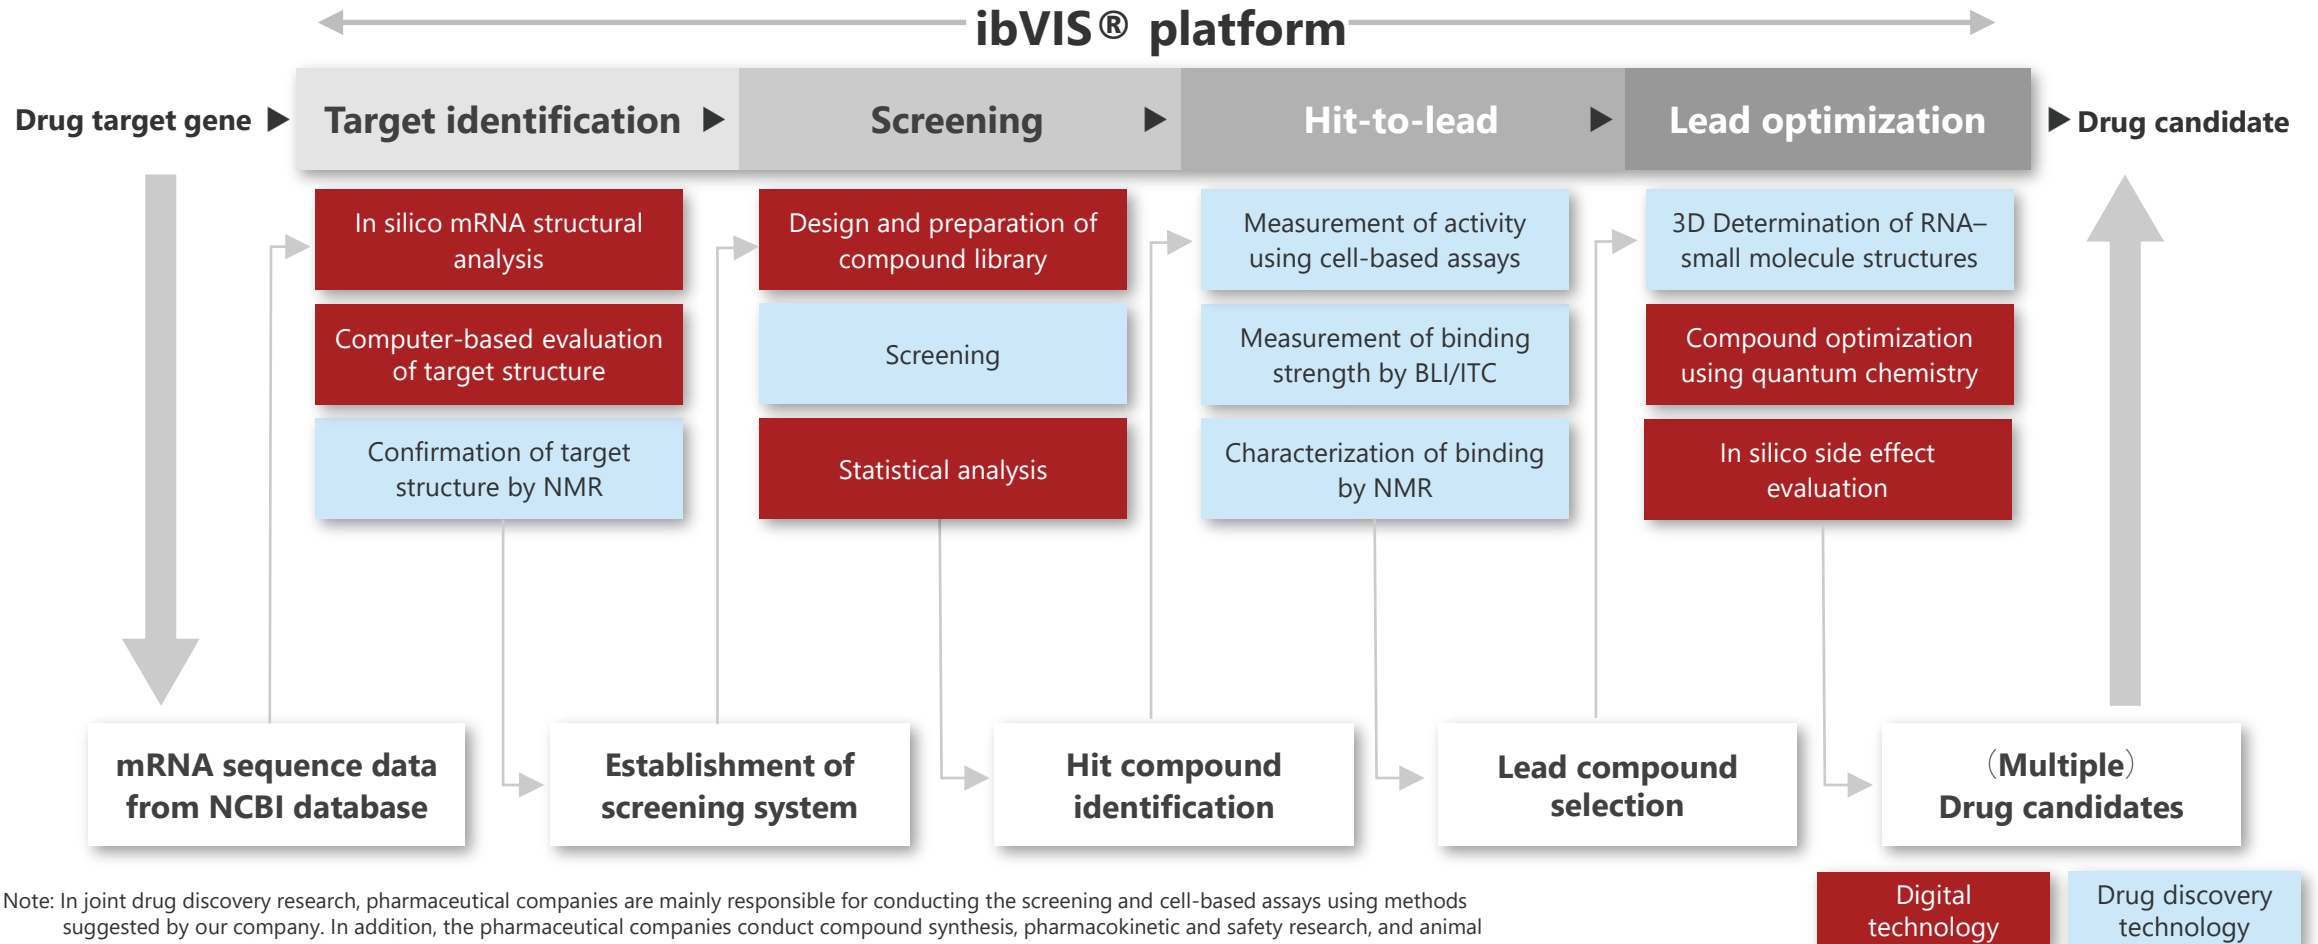 ibVIS® platform
Drug target gene ▶ Target identification ▶ Screening ▶ Hit-to-lead ▶ Lead optimization ▶ Drug candidate
In silico mRNA structural
analysis
Computer-based evaluation
of target structure
Confirmation of target
structure by NMR
Design and preparation of
compound library
Screening
Statistical analysis
Measurement of activity
using cell-based assays
Measurement of binding
strength by BLI/ITC
Characterization of binding
by NMR
3D Determination of RNA–
small molecule structures
Compound optimization
using quantum chemistry
In silico side effect
evaluation
mRNA sequence data
from NCBI database
Establishment of
screening system
Hit compound
identification
Lead compound
selection
（Multiple）
Drug candidates
Note: In joint drug discovery research, pharmaceutical companies are mainly responsible for conducting the screening and cell-based assays using methods
suggested by our company. In addition, the pharmaceutical companies conduct compound synthesis, pharmacokinetic and safety research, and animal
Digital
technology
Drug discovery
technology